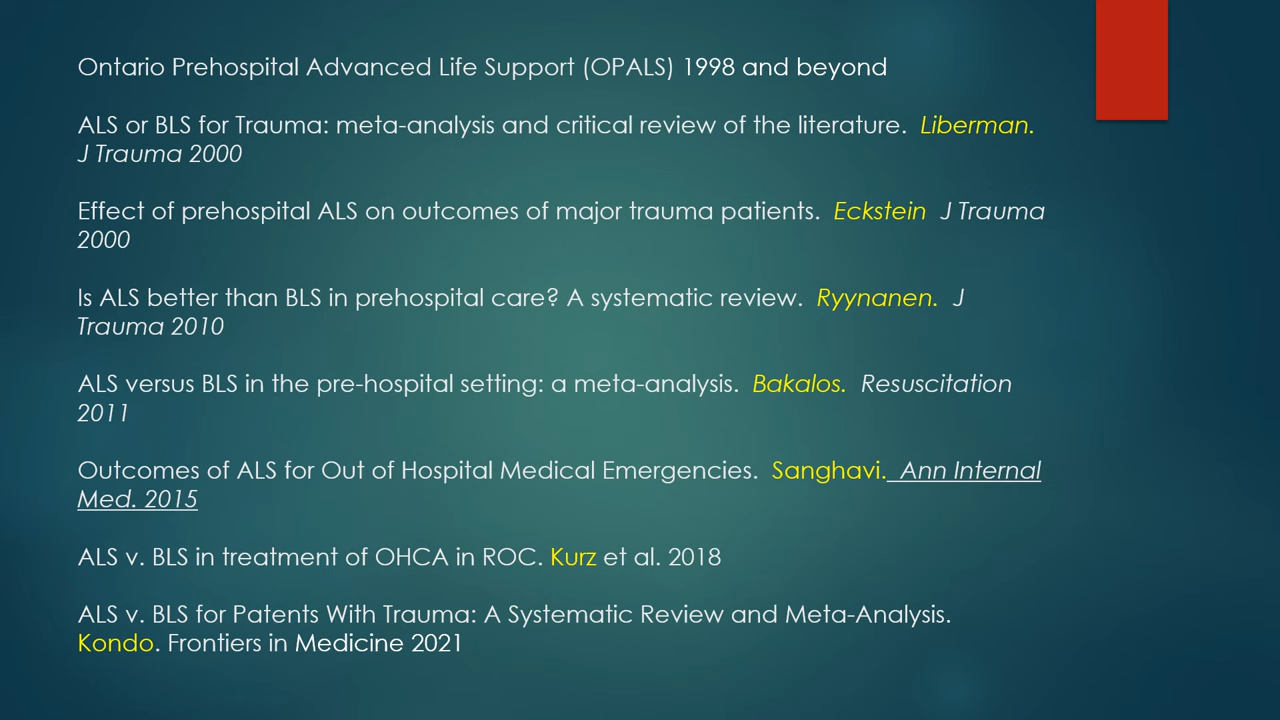 Ontario Prehospital Advanced Life Support (OPALS) 1998 and beyond
ALS or BLS for Trauma: meta-analysis and critical review of the literature. Liberman.
J Trauma 2000
Effect of prehospital ALS on outcomes of major trauma patients. Eckstein J Trauma
2000
Is ALS better than BLS in prehospital care? A systematic review. Ryynanen. J
Trauma 2010
ALS versus BLS in the pre-hospital setting: a meta-analysis. Bakalos. Resuscitation
2011
Outcomes of ALS for Out of Hospital Medical Emergencies. Sanghavi. Ann Internal
Med. 2015
ALS v. BLS in treatment of OHCA in ROC. Kurz et al. 2018
ALS v. BLS for Patents With Trauma: A Systematic Review and Meta-Analysis.
Kondo. Frontiers in Medicine 2021